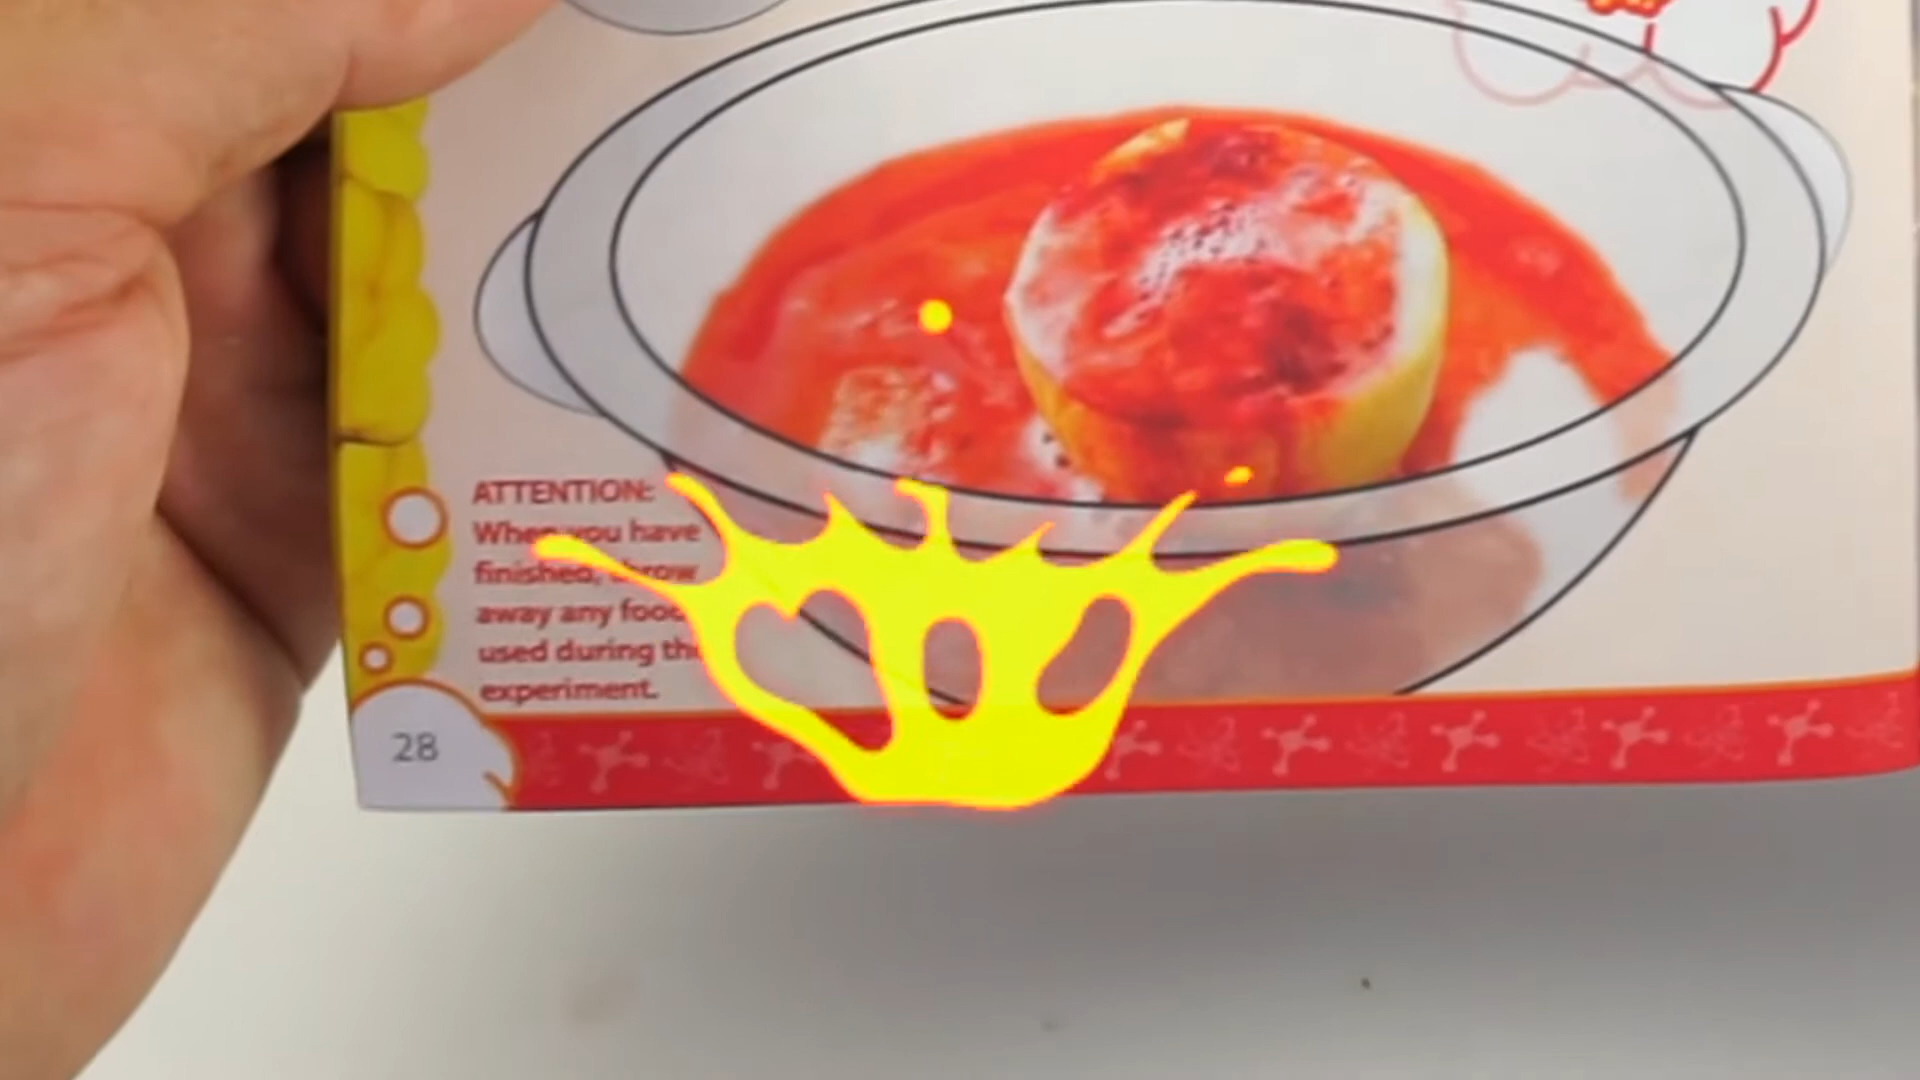 ATTENTION:
When you have
finished, throw
away any food
used during the
experiment.
28